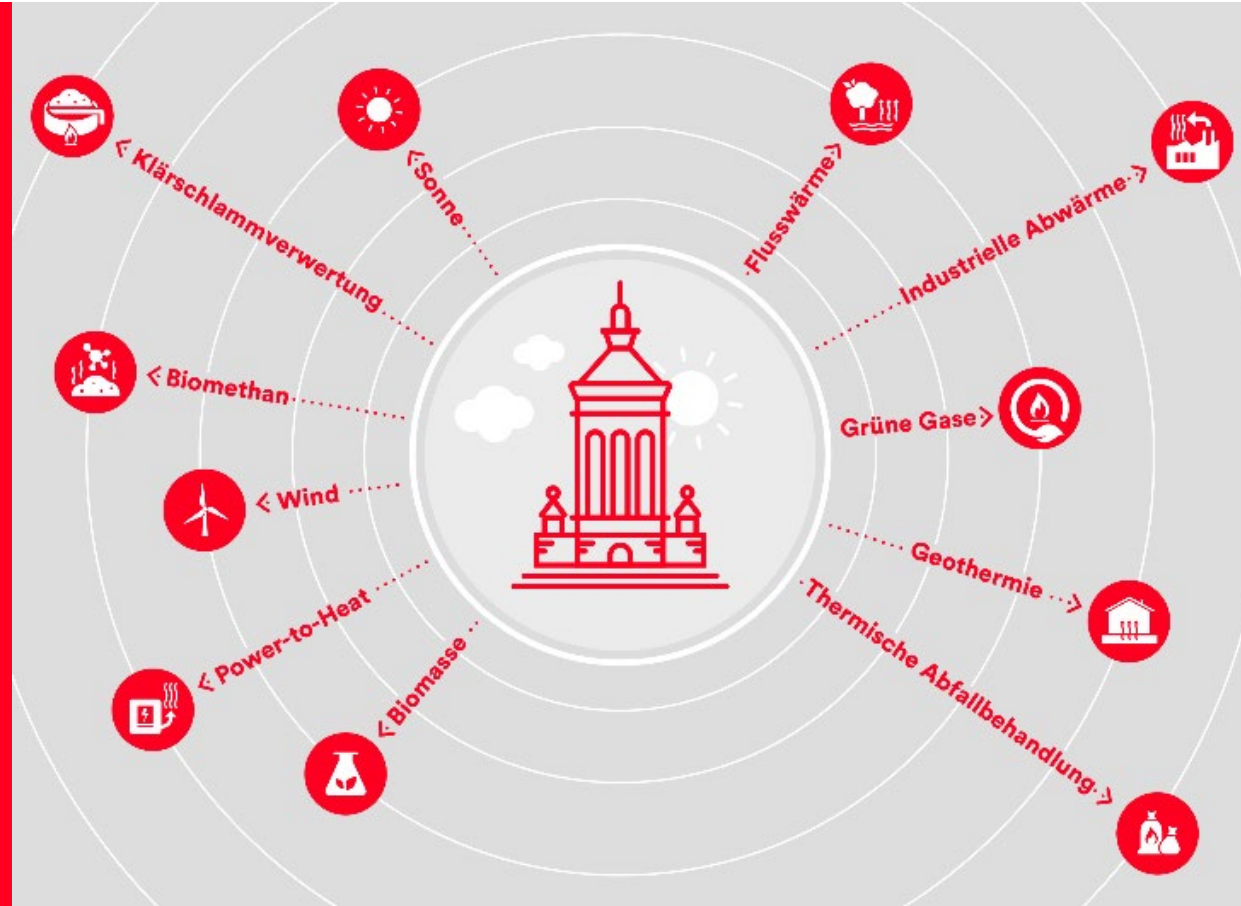 Klärschlammverwertung
Sonne
Flusswärme
Industrielle Abwärme
Biomethan
Grüne Gase
Wind
Geothermie
Power-to-Heat
Biomasse
Thermische Abfallbehandlung